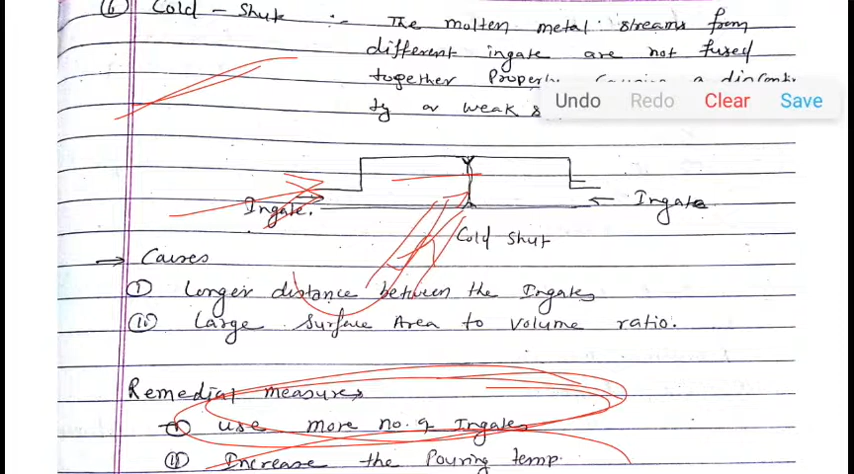 (6) Cold - Shut :- The molten metal streams from
different ingate are not fused
together Properly
ty or weak s
Undo Redo Clear Save
Ingate. Ingate
Cold Shut
→ Causes
(i) Longer distance between the Ingates
(ii) Large Surface Area to volume ratio.
Remedial measures
(i) use more no. of Ingates
(ii) Increase the Pouring temp.